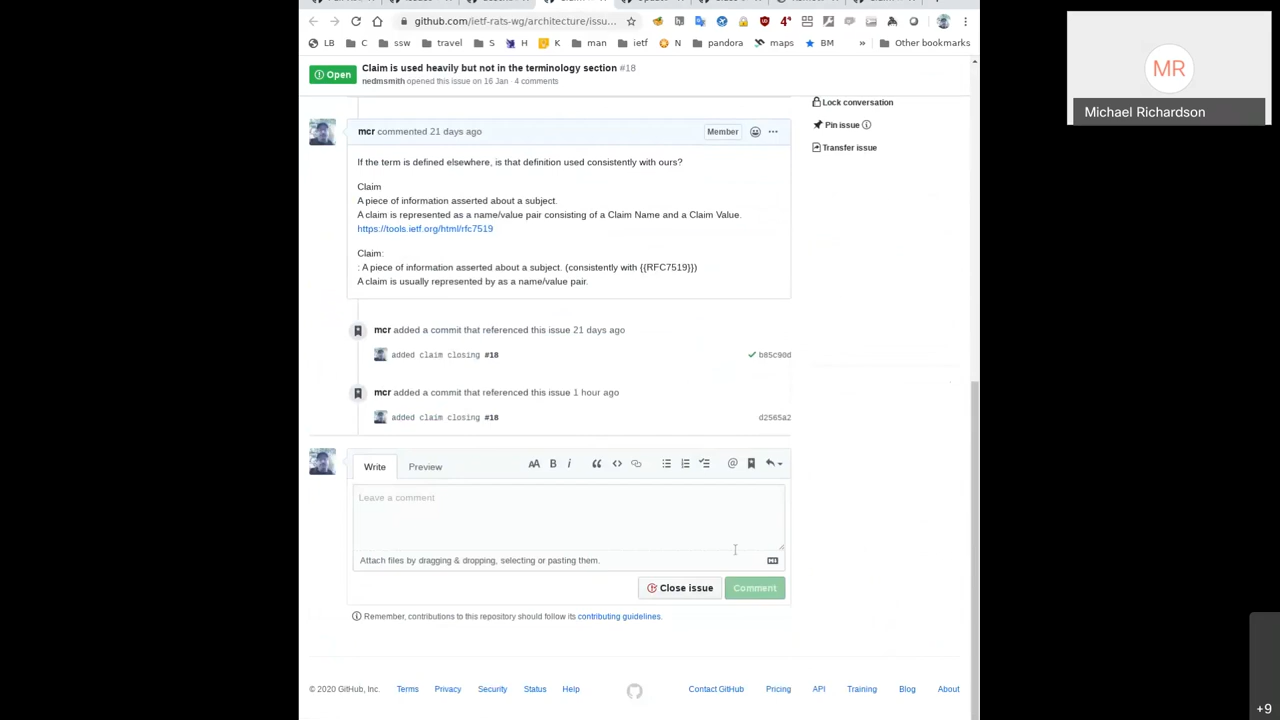 github.com/ietf-rats-wg/architecture/issu...
LB
C
ssw
travel
S
H
K
man
ietf
N
pandora
maps
BM
»
Other bookmarks
Open
Claim is used heavily but not in the terminology section #18
nedmsmith opened this issue on 16 Jan · 4 comments
Lock conversation
Pin issue
Transfer issue
mcr commented 21 days ago
Member
If the term is defined elsewhere, is that definition used consistently with ours?
Claim
A piece of information asserted about a subject.
A claim is represented as a name/value pair consisting of a Claim Name and a Claim Value.
https://tools.ietf.org/html/rfc7519
Claim:
: A piece of information asserted about a subject. (consistently with {{RFC7519}})
A claim is usually represented by as a name/value pair.
mcr added a commit that referenced this issue 21 days ago
added claim closing #18
b85c90d
mcr added a commit that referenced this issue 1 hour ago
added claim closing #18
d2565a2
Write
Preview
Leave a comment
Attach files by dragging & dropping, selecting or pasting them.
Close issue
Comment
Remember, contributions to this repository should follow its contributing guidelines.
© 2020 GitHub, Inc.
Terms
Privacy
Security
Status
Help
Contact GitHub
Pricing
API
Training
Blog
About
MR
Michael Richardson
+9